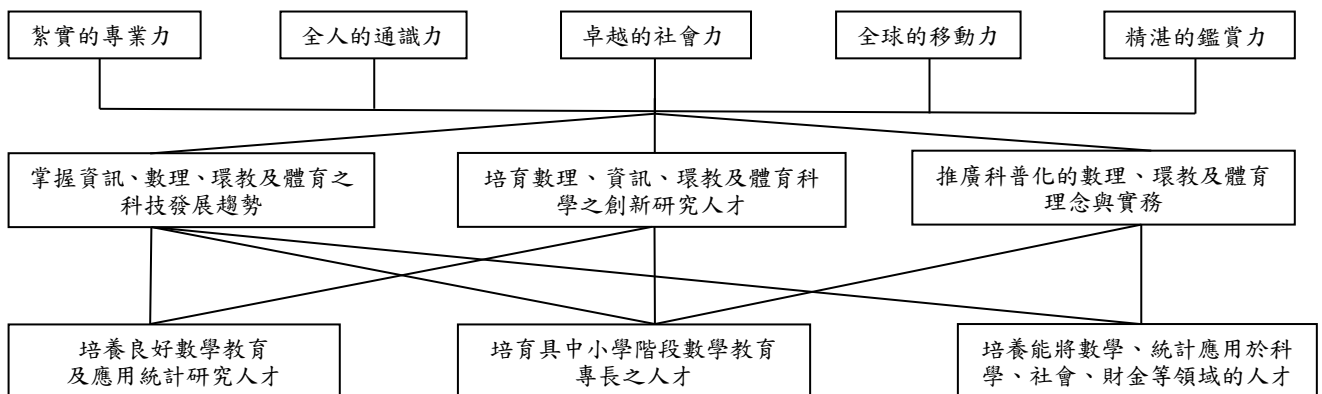 紮實的專業力
全人的通識力
卓越的社會力
全球的移動力
精湛的鑑賞力
掌握資訊、數理、環教及體育之
科技發展趨勢
培育數理、資訊、環教及體育科
學之創新研究人才
推廣科普化的數理、環教及體育
理念與實務
培養良好數學教育
及應用統計研究人才
培育具中小學階段數學教育
專長之人才
培養能將數學、統計應用於科
學、社會、財金等領域的人才